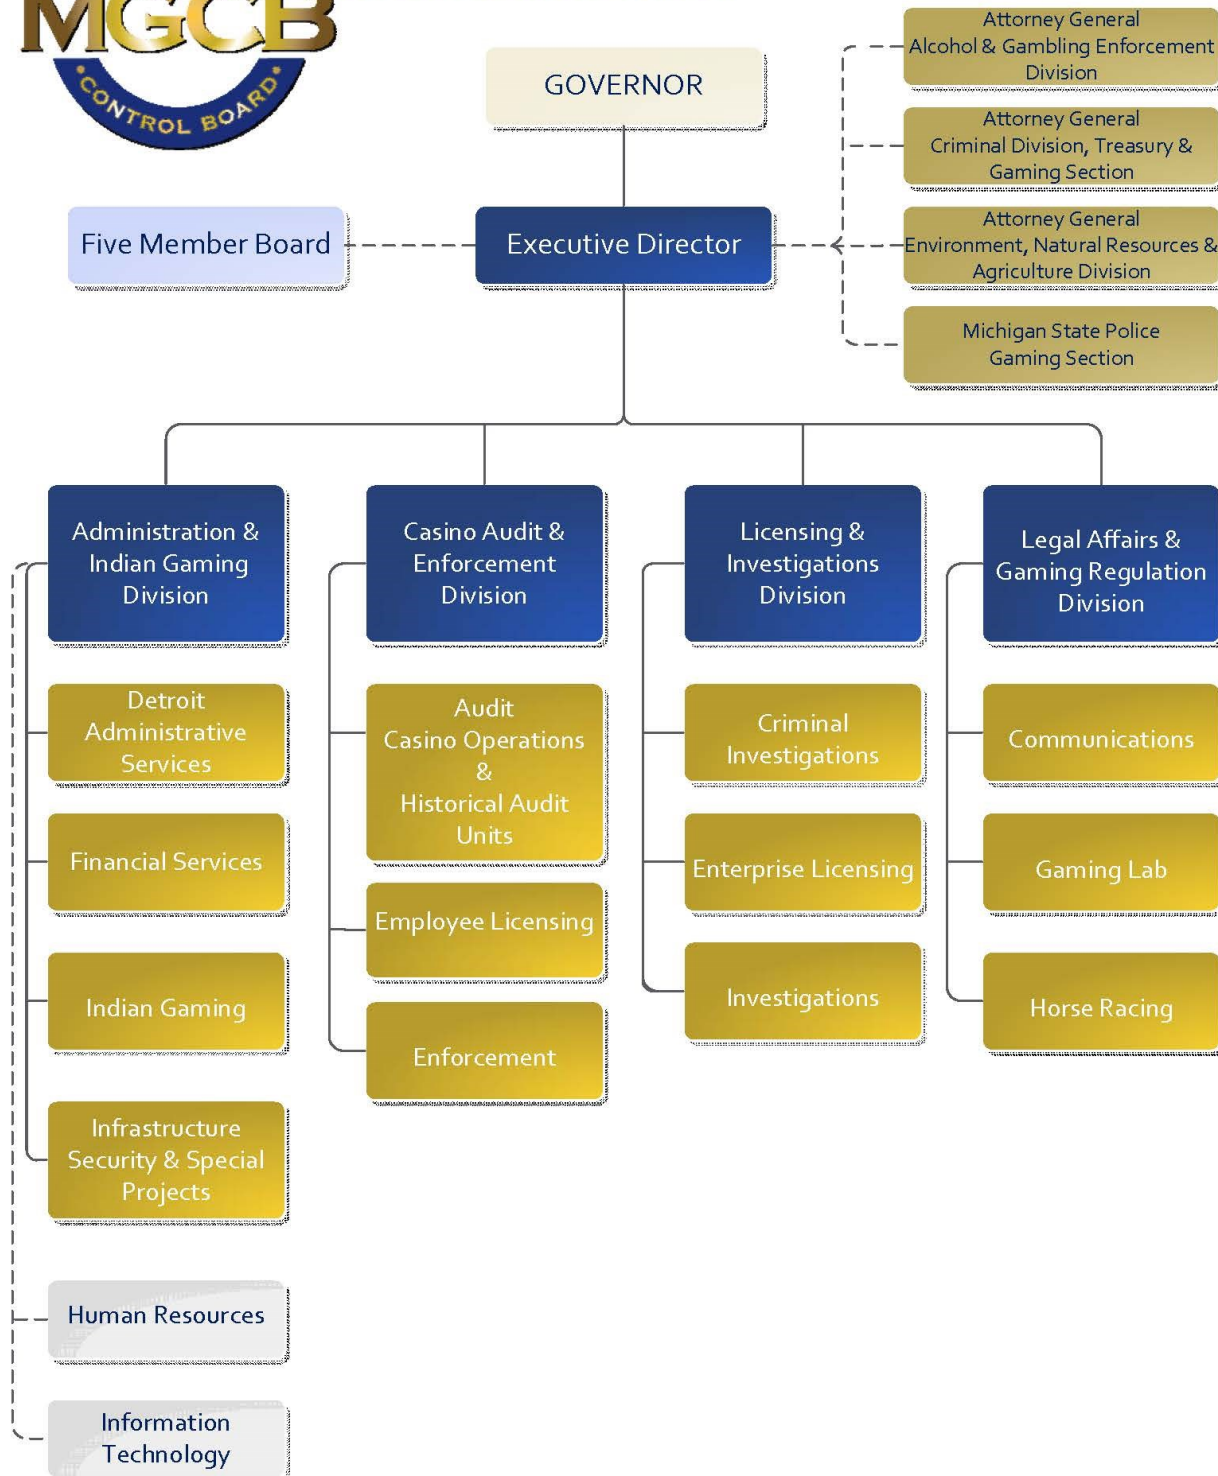 MGCB
CONTROL BOARD
GOVERNOR
Attorney General
Alcohol & Gambling Enforcement
Division
Attorney General
Criminal Division, Treasury &
Gaming Section
Five Member Board
Executive Director
Attorney General
Environment, Natural Resources &
Agriculture Division
Michigan State Police
Gaming Section
Administration &
Indian Gaming
Division
Detroit
Administrative
Services
Financial Services
Indian Gaming
Infrastructure
Security & Special
Projects
Human Resources
Information
Technology
Casino Audit &
Enforcement
Division
Audit
Casino Operations
&
Historical Audit
Units
Employee Licensing
Enforcement
Licensing &
Investigations
Division
Criminal
Investigations
Enterprise Licensing
Investigations
Legal Affairs &
Gaming Regulation
Division
Communications
Gaming Lab
Horse Racing